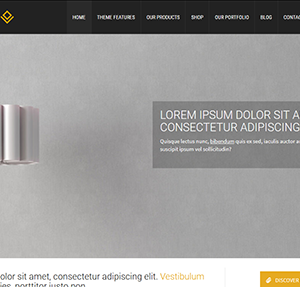 HOME THEME FEATURES OUR PRODUCTS SHOP OUR PORTFOLIO BLOG CONTAC
LOREM IPSUM DOLOR SIT A
CONSECTETUR ADIPISCING
Quisque lectus nunc, bibendum quis ex sed, iaculis auctor e
suscipit ipsum vel sollicitudin?
olor sit amet, consectetur adipiscing elit. Vestibulum
ies, porttitor justo non
DISCOVER